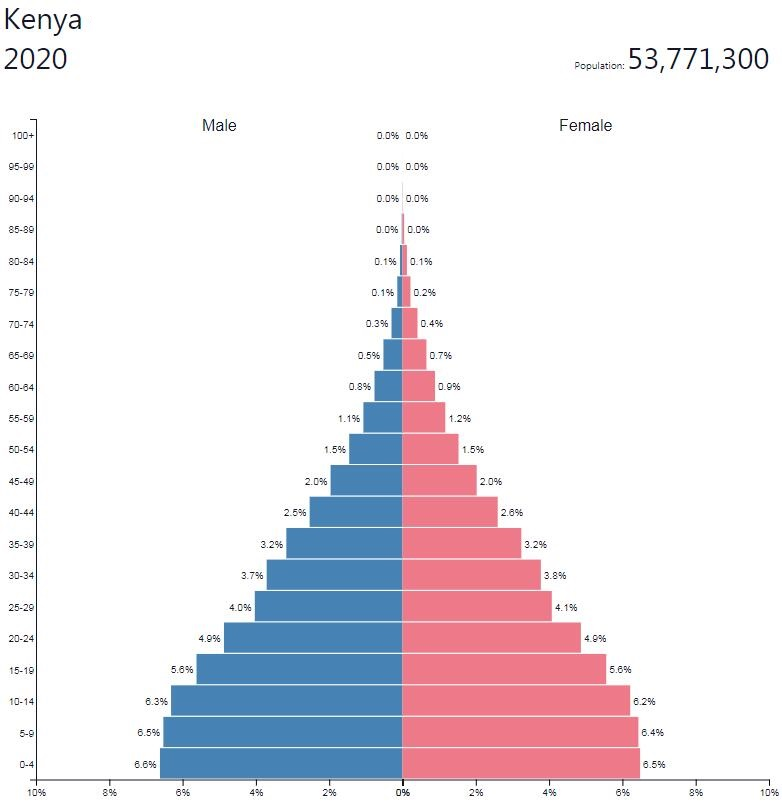 Kenya
2020
Population: 53,771,300
Male Female
100+ 0.0% 0.0%
95-99 0.0% 0.0%
90-94 0.0% 0.0%
85-89 0.0% 0.0%
80-84 0.1% 0.1%
75-79 0.1% 0.2%
70-74 0.3% 0.4%
65-69 0.5% 0.7%
60-64 0.8% 0.9%
55-59 1.1% 1.2%
50-54 1.5% 1.5%
45-49 2.0% 2.0%
40-44 2.5% 2.6%
35-39 3.2% 3.2%
30-34 3.7% 3.8%
25-29 4.0% 4.1%
20-24 4.9% 4.9%
15-19 5.6% 5.6%
10-14 6.3% 6.2%
5-9 6.5% 6.4%
0-4 6.6% 6.5%
10% 8% 6% 4% 2% 0% 2% 4% 6% 8% 10%